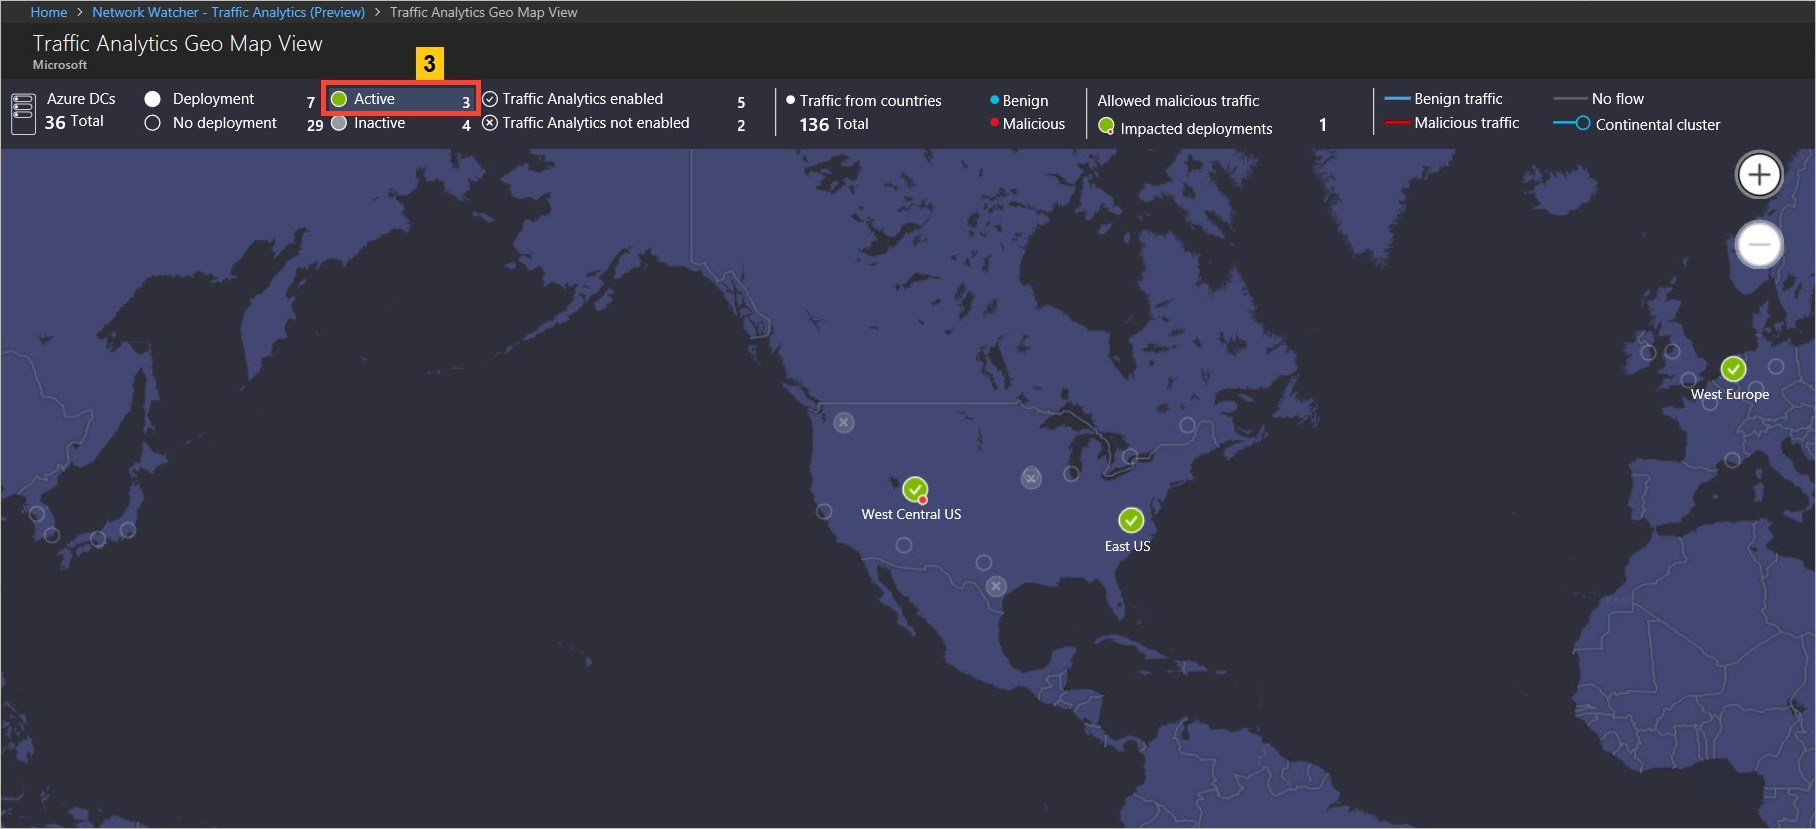 Home > Network Watcher - Traffic Analytics (Preview) > Traffic Analytics Geo Map View
Traffic Analytics Geo Map View
Microsoft
3
Azure DCs
36 Total
Deployment 7
No deployment 29
Active 3
Inactive 4
Traffic Analytics enabled 5
Traffic Analytics not enabled 2
Traffic from countries
136 Total
Benign
Malicious
Allowed malicious traffic
Impacted deployments 1
Benign traffic
Malicious traffic
No flow
Continental cluster
West Europe
West Central US
East US